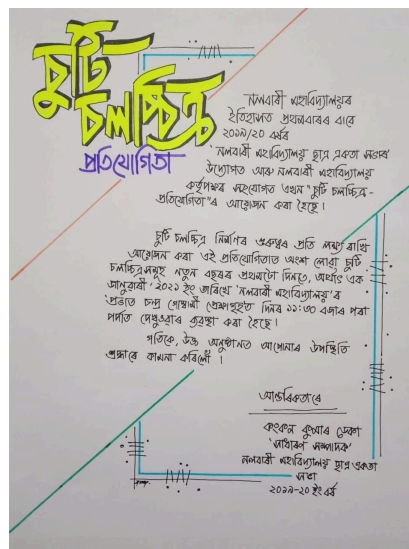 চুটি
চলচ্চিত্ৰ
প্ৰতিযোগিতা
নলবাৰী মহাবিদ্যালয়ৰ
ইতিহাসত প্ৰথমবাৰৰ বাবে
২০১৯/২০ বৰ্ষৰ
'নলবাৰী মহাবিদ্যালয় ছাত্ৰ একতা সভাৰ'
উদ্যোগত আৰু নলবাৰী মহাবিদ্যালয়
কৰ্তৃপক্ষৰ সহযোগত এখন "চুটি চলচ্চিত্ৰ-
প্ৰতিযোগিতা"ৰ আয়োজন কৰা হৈছে।
চুটি চলচ্চিত্ৰ নিৰ্মাণৰ গুৰুত্বৰ প্ৰতি লক্ষ্য ৰাখি
আয়োজন কৰা এই প্ৰতিযোগিতাত অংশ লোৱা চুটি
চলচ্চিত্ৰসমূহ নতুন বছৰৰ প্ৰথমটো দিনতে, অৰ্থাৎ এক
জানুৱাৰী' ২০২১ ইং তাৰিখে 'নলবাৰী মহাবিদ্যালয়'ৰ
'প্ৰভাত চন্দ্ৰ গোস্বামী প্ৰেক্ষাগৃহ'ত দিনৰ ১১:৩০ বজাৰ পৰা
পৰ্দাত দেখুওৱাৰ ব্যৱস্থা কৰা হৈছে।
গতিকে, উক্ত অনুষ্ঠানত আপোনাৰ উপস্থিতি
শ্ৰদ্ধাৰে কামনা কৰিলোঁ।
আন্তৰিকতাৰে
কংকন কুমাৰ ডেকা
'সাধাৰণ সম্পাদক'
নলবাৰী মহাবিদ্যালয় ছাত্ৰ একতা
সভা
২০১৯-২০ ইং বৰ্ষ